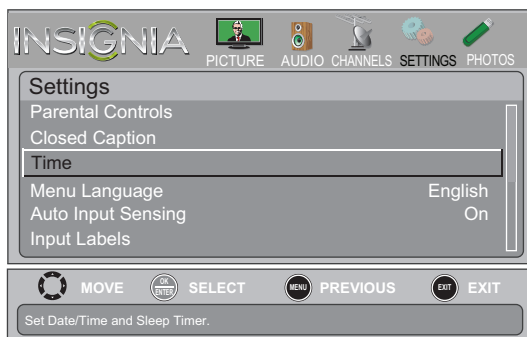 INSIGNIA
PICTURE AUDIO CHANNELS SETTINGS PHOTOS
Settings
Parental Controls
Closed Caption
Time
Menu Language English
Auto Input Sensing On
Input Labels
MOVE OK ENTER SELECT MENU PREVIOUS EXIT EXIT
Set Date/Time and Sleep Timer.